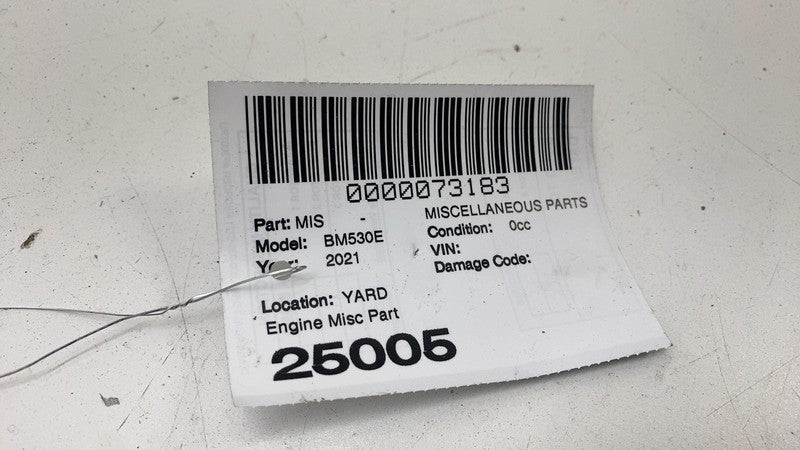 0000073183
Part: MIS - MISCELLANEOUS PARTS
Model: BM530E Condition: 0cc
2021 VIN:
Damage Code:
Location: YARD
Engine Misc Part
25005